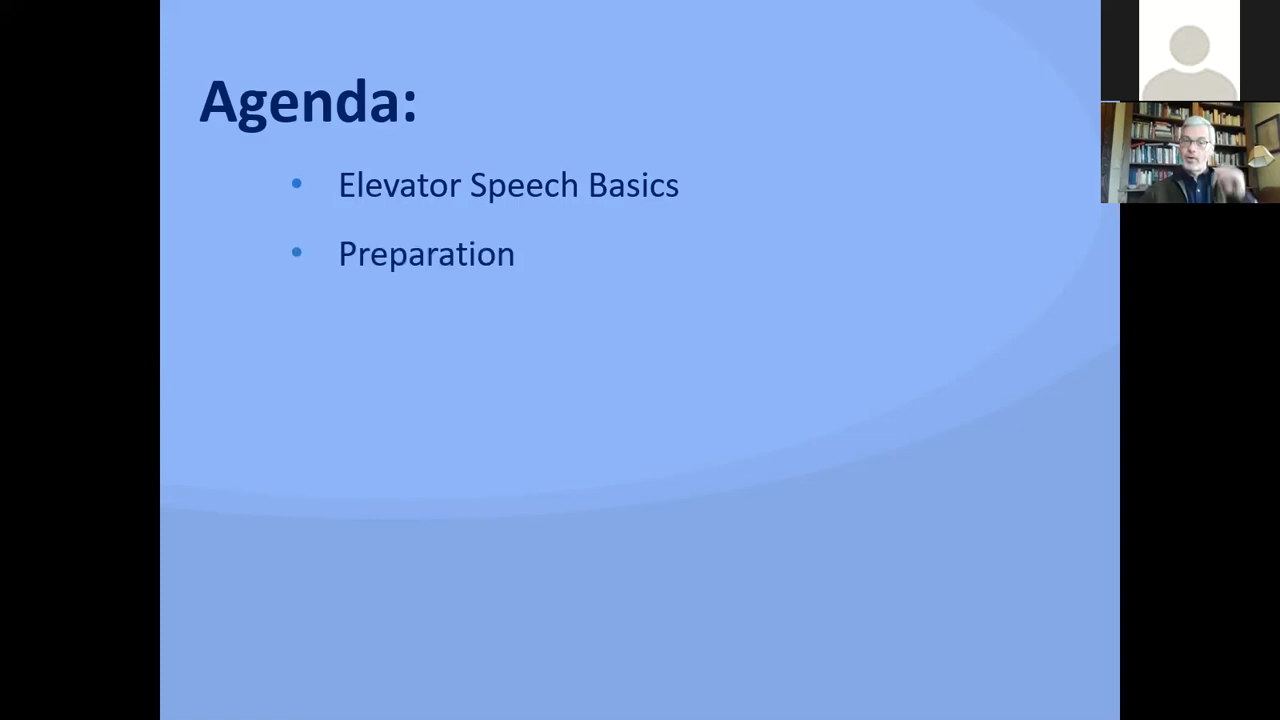 Agenda:
• Elevator Speech Basics
• Preparation